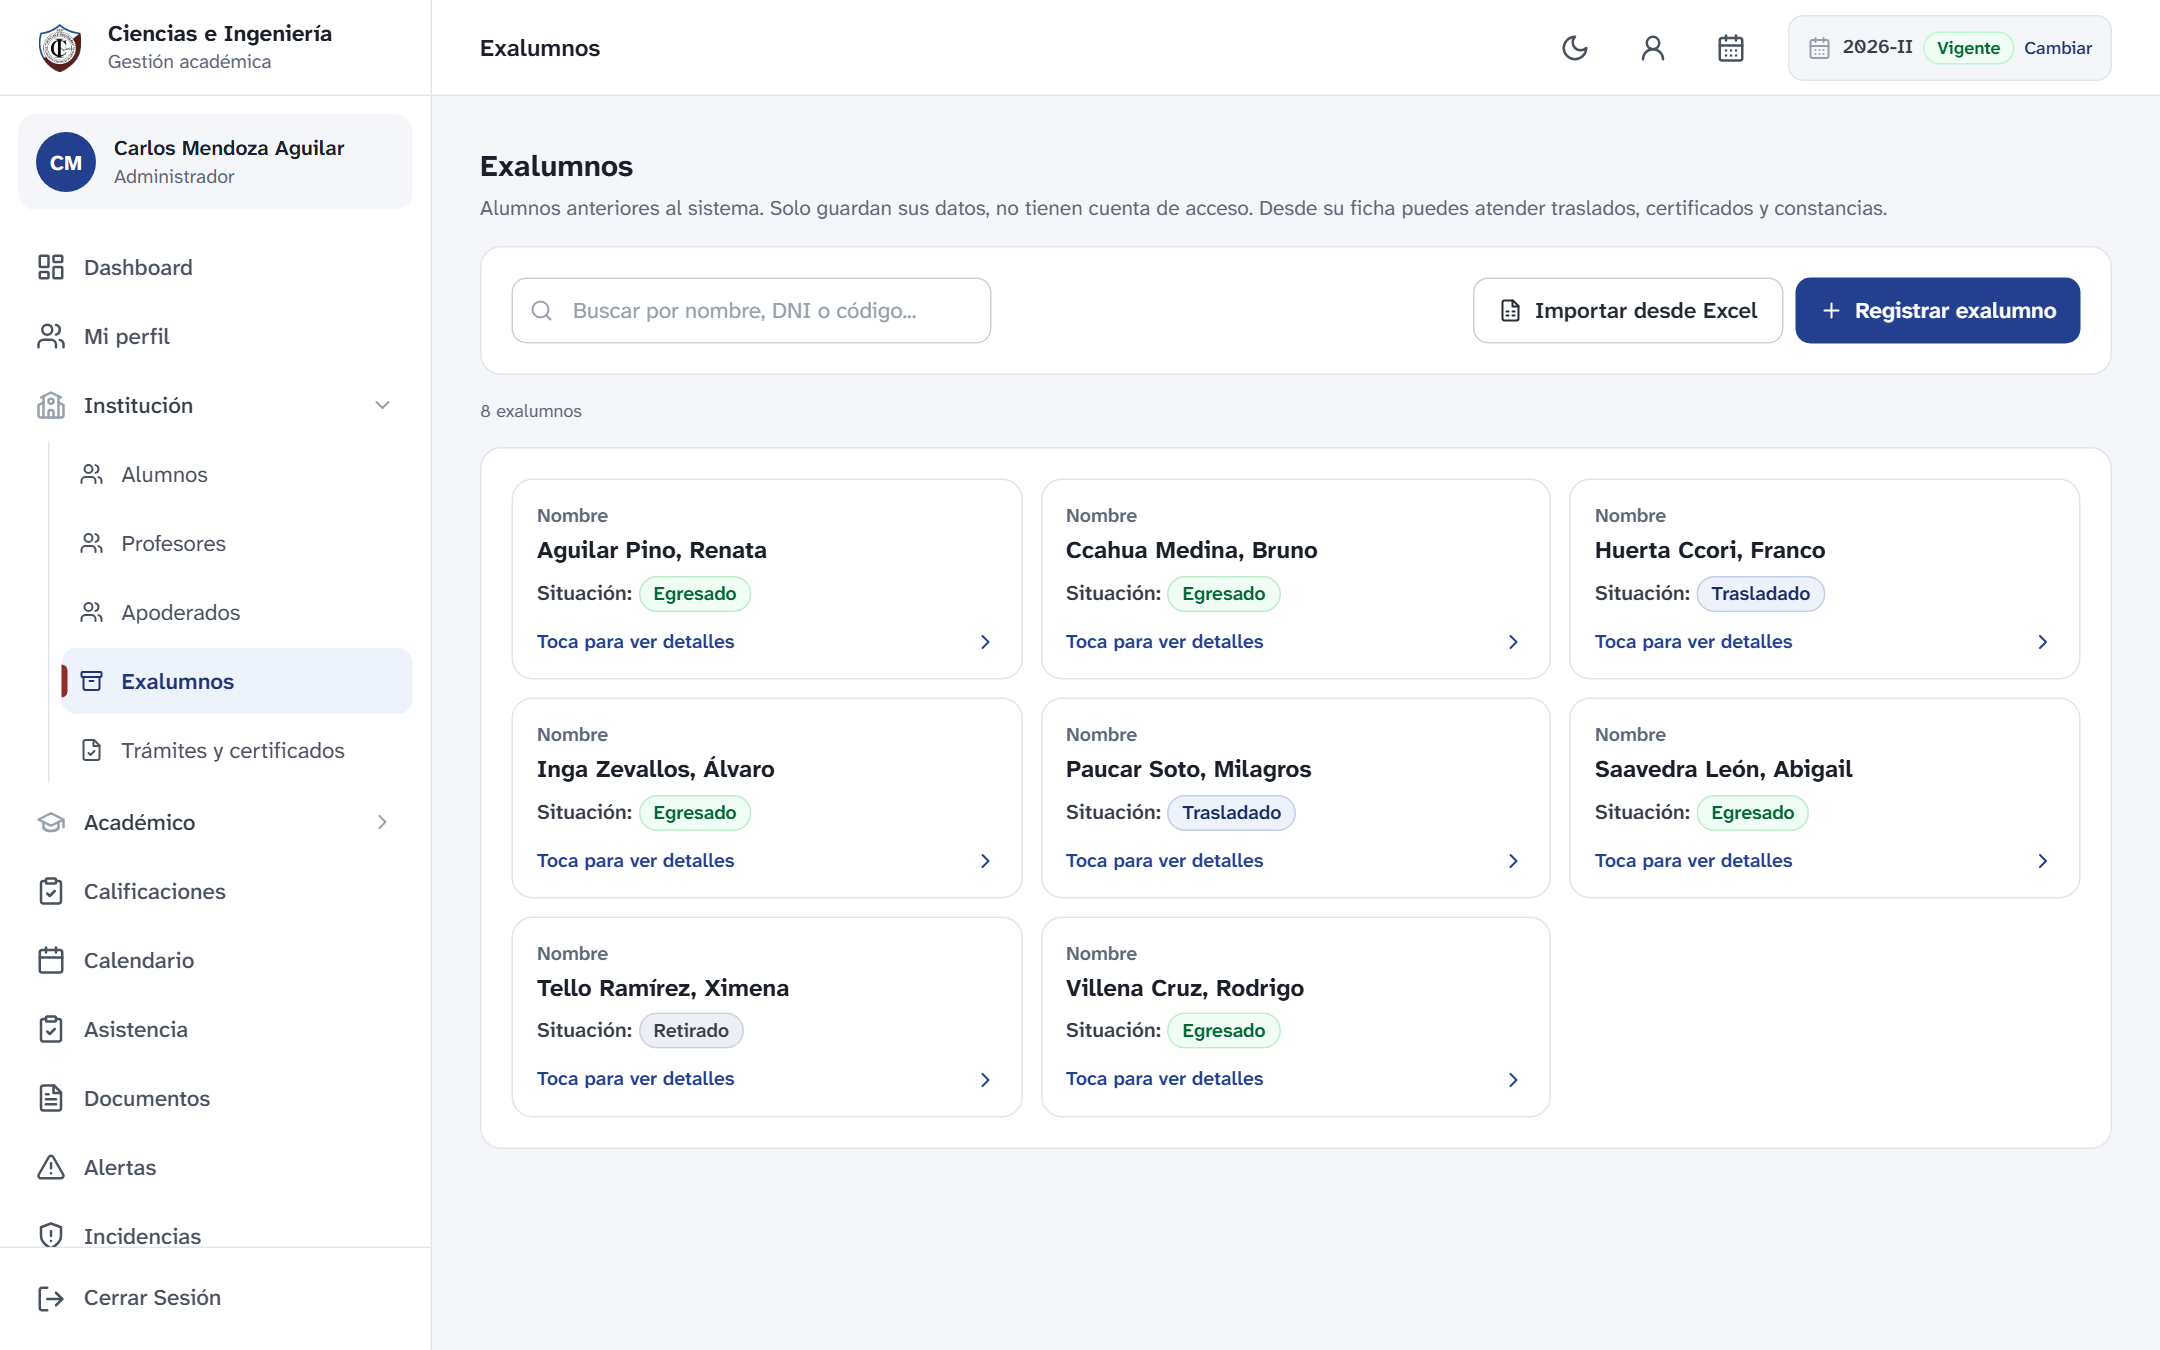 Ciencias e Ingeniería
Gestión académica
Exalumnos
2026-II
Vigente
Cambiar
CM
Carlos Mendoza Aguilar
Administrador
Dashboard
Mi perfil
Institución
Alumnos
Profesores
Apoderados
Exalumnos
Trámites y certificados
Académico
Calificaciones
Calendario
Asistencia
Documentos
Alertas
Incidencias
Cerrar Sesión
Exalumnos
Alumnos anteriores al sistema. Solo guardan sus datos, no tienen cuenta de acceso. Desde su ficha puedes atender traslados, certificados y constancias.
Buscar por nombre, DNI o código...
Importar desde Excel
Registrar exalumno
8 exalumnos
Nombre
Aguilar Pino, Renata
Situación: Egresado
Toca para ver detalles
Nombre
Ccahua Medina, Bruno
Situación: Egresado
Toca para ver detalles
Nombre
Huerta Ccori, Franco
Situación: Trasladado
Toca para ver detalles
Nombre
Inga Zevallos, Álvaro
Situación: Egresado
Toca para ver detalles
Nombre
Paucar Soto, Milagros
Situación: Trasladado
Toca para ver detalles
Nombre
Saavedra León, Abigail
Situación: Egresado
Toca para ver detalles
Nombre
Tello Ramírez, Ximena
Situación: Retirado
Toca para ver detalles
Nombre
Villena Cruz, Rodrigo
Situación: Egresado
Toca para ver detalles